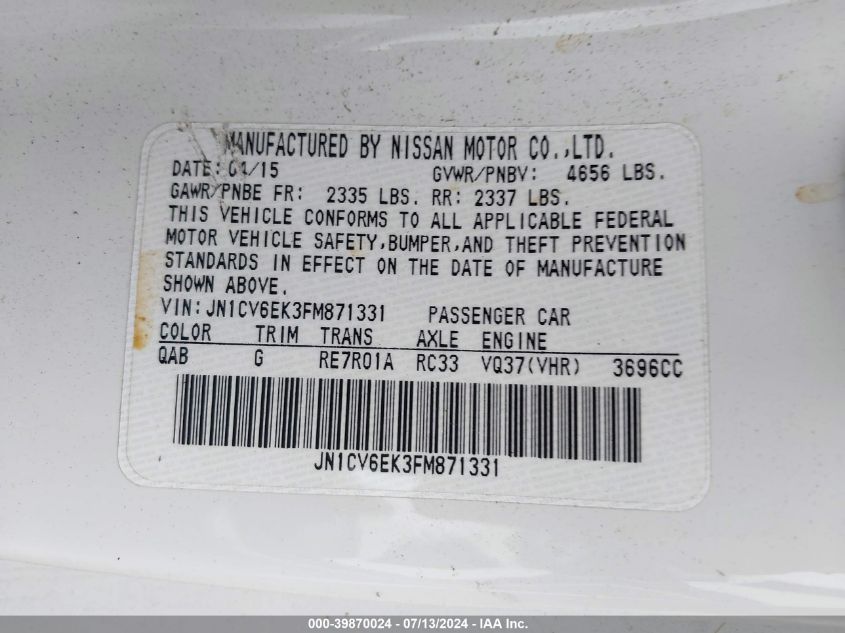 MANUFACTURED BY NISSAN MOTOR CO.,LTD.
DATE: 04/15 GVWR/PNBV: 4656 LBS.
GAWR/PNBE FR: 2335 LBS. RR: 2337 LBS.
THIS VEHICLE CONFORMS TO ALL APPLICABLE FEDERAL
MOTOR VEHICLE SAFETY,BUMPER,AND THEFT PREVENTION
STANDARDS IN EFFECT ON THE DATE OF MANUFACTURE
SHOWN ABOVE.
VIN:JN1CV6EK3FM871331 PASSENGER CAR
COLOR TRIM TRANS AXLE ENGINE
QAB G RE7R01A RC33 VQ37(VHR) 3696CC
JN1CV6EK3FM871331
000-39870024 - 07/13/2024 - IAA Inc.